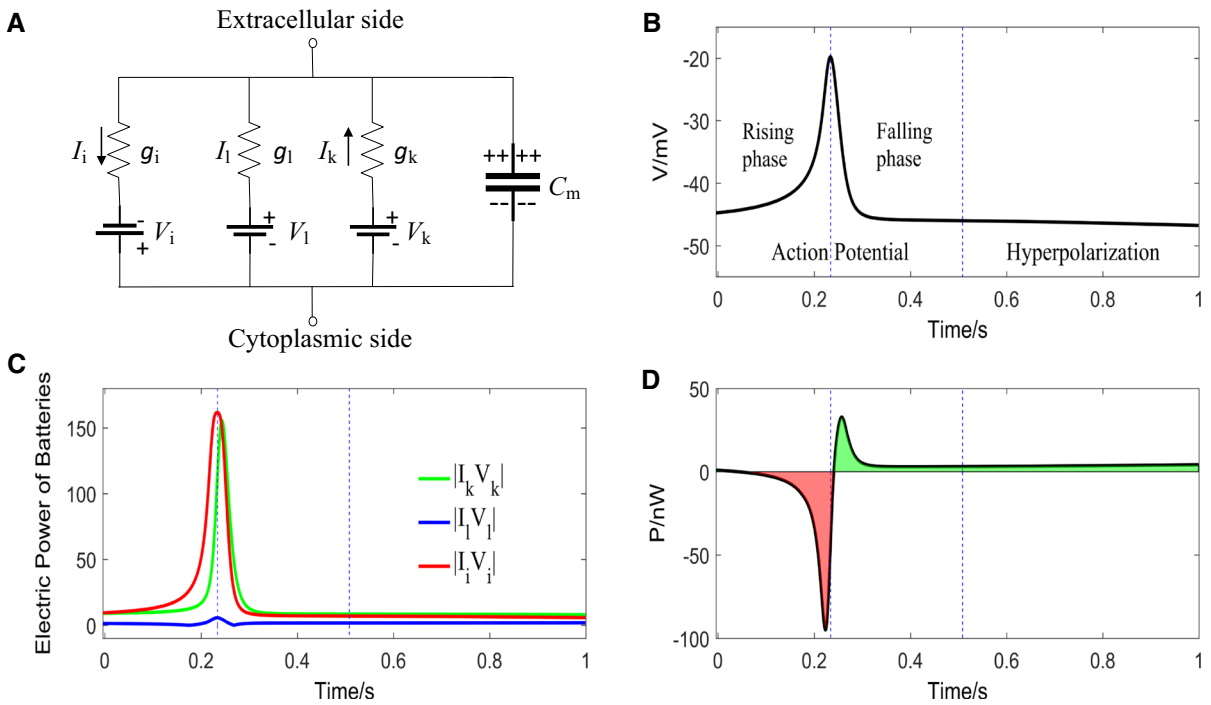 A
Extracellular side
Ii gi Il gl Ik gk
++ ++
Cm
-- --
- Vi +
+ Vl -
+ Vk -
Cytoplasmic side
B
V/mV
-20
-30
-40
-50
Rising phase
Falling phase
Action Potential
Hyperpolarization
0 0.2 0.4 0.6 0.8 1
Time/s
C
Electric Power of Batteries
150
100
50
0
|IkVk|
|IlVl|
|IiVi|
0 0.2 0.4 0.6 0.8 1
Time/s
D
P/nW
50
0
-50
-100
0 0.2 0.4 0.6 0.8 1
Time/s